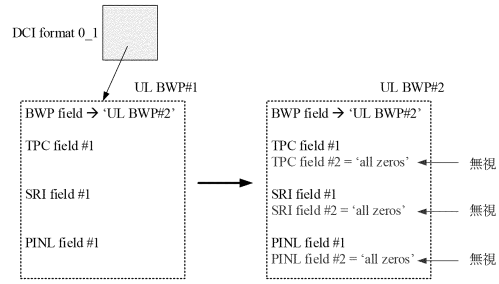 DCI format 0_1
UL BWP#1
BWP field → ‘UL BWP#2’
TPC field #1
SRI field #1
PINL field #1
UL BWP#2
BWP field → ‘UL BWP#2’
TPC field #1
TPC field #2 = ‘all zeros’
無視
SRI field #1
SRI field #2 = ‘all zeros’
無視
PINL field #1
PINL field #2 = ‘all zeros’
無視